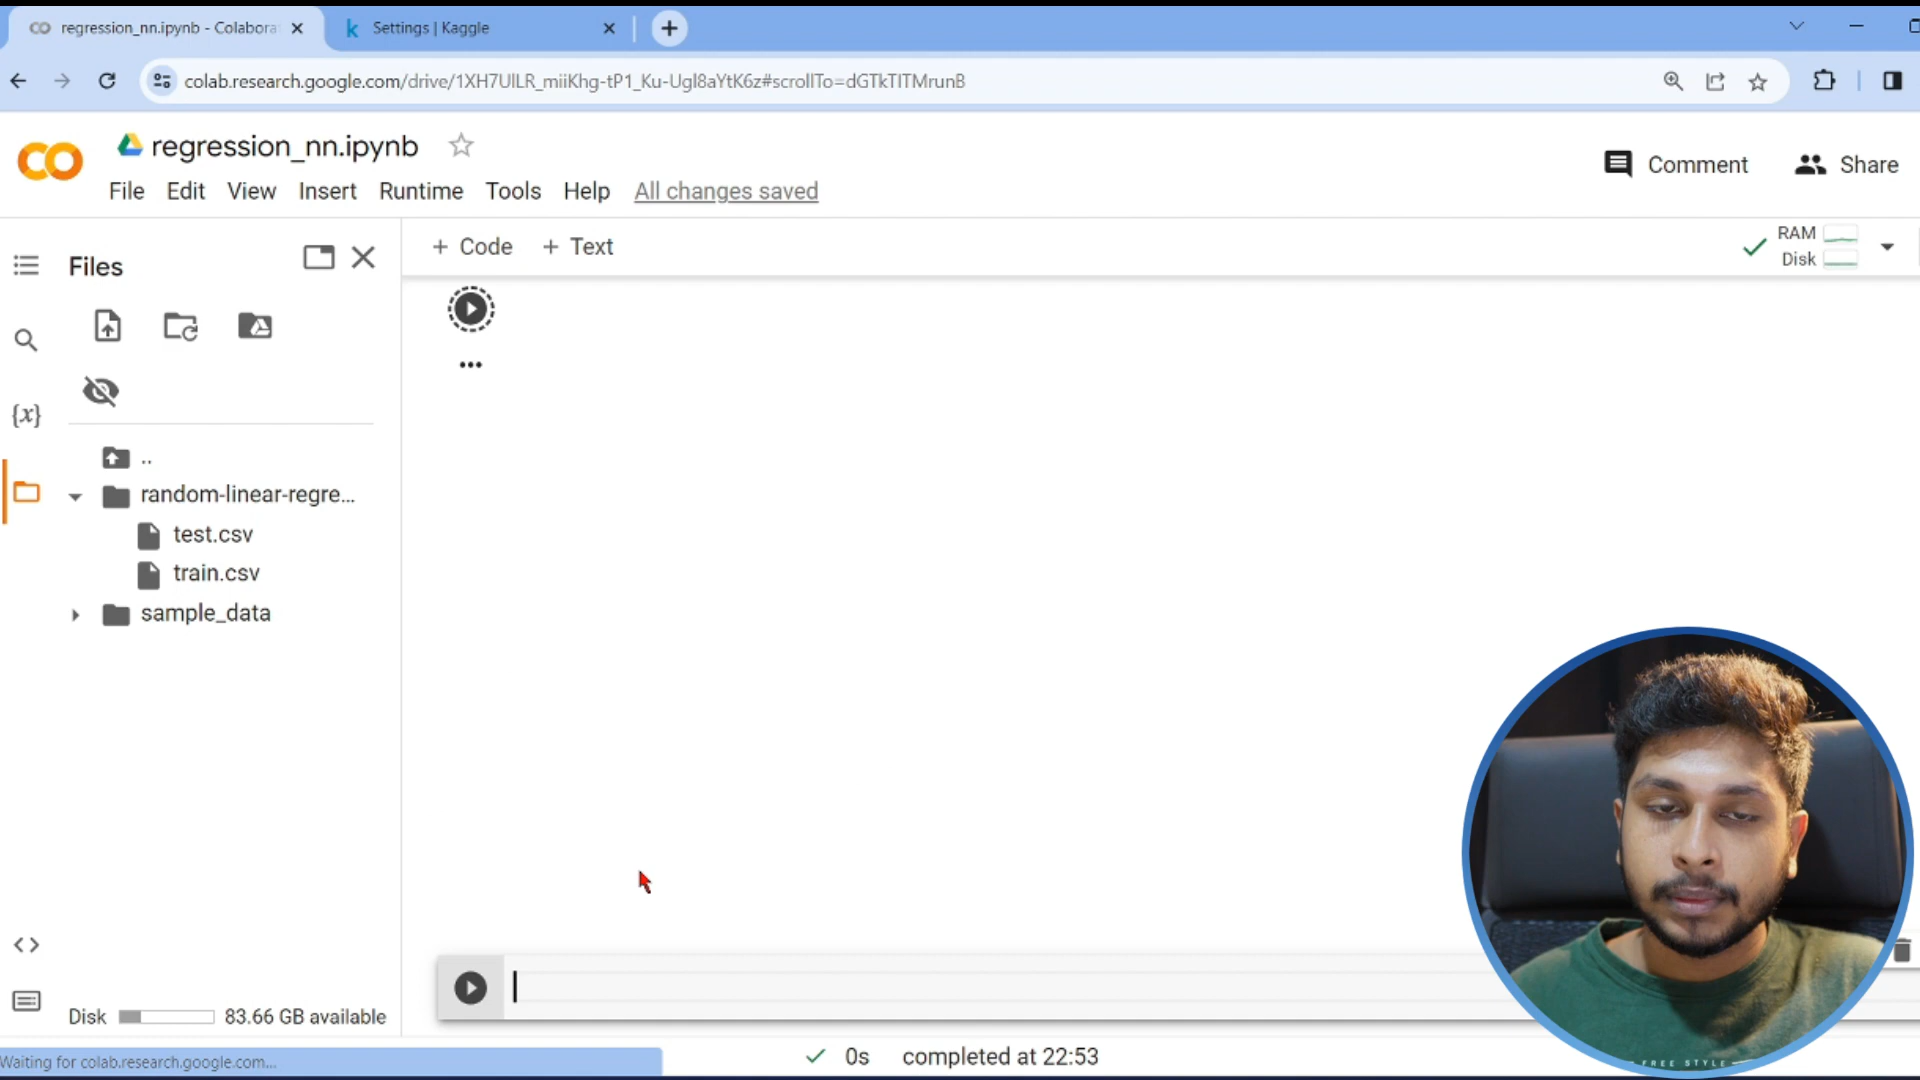 regression_nn.ipynb - Colabora
Settings | Kaggle
colab.research.google.com/drive/1XH7UlLR_miiKhg-tP1_Ku-Ugl8aYtK6z#scrollTo=dGTkTITMrunB
regression_nn.ipynb
Comment
Share
File Edit View Insert Runtime Tools Help All changes saved
Files
+ Code + Text
RAM
Disk
{x}
..
random-linear-regre...
test.csv
train.csv
sample_data
Disk 83.66 GB available
Waiting for colab.research.google.com...
0s completed at 22:53
FREE STYLE